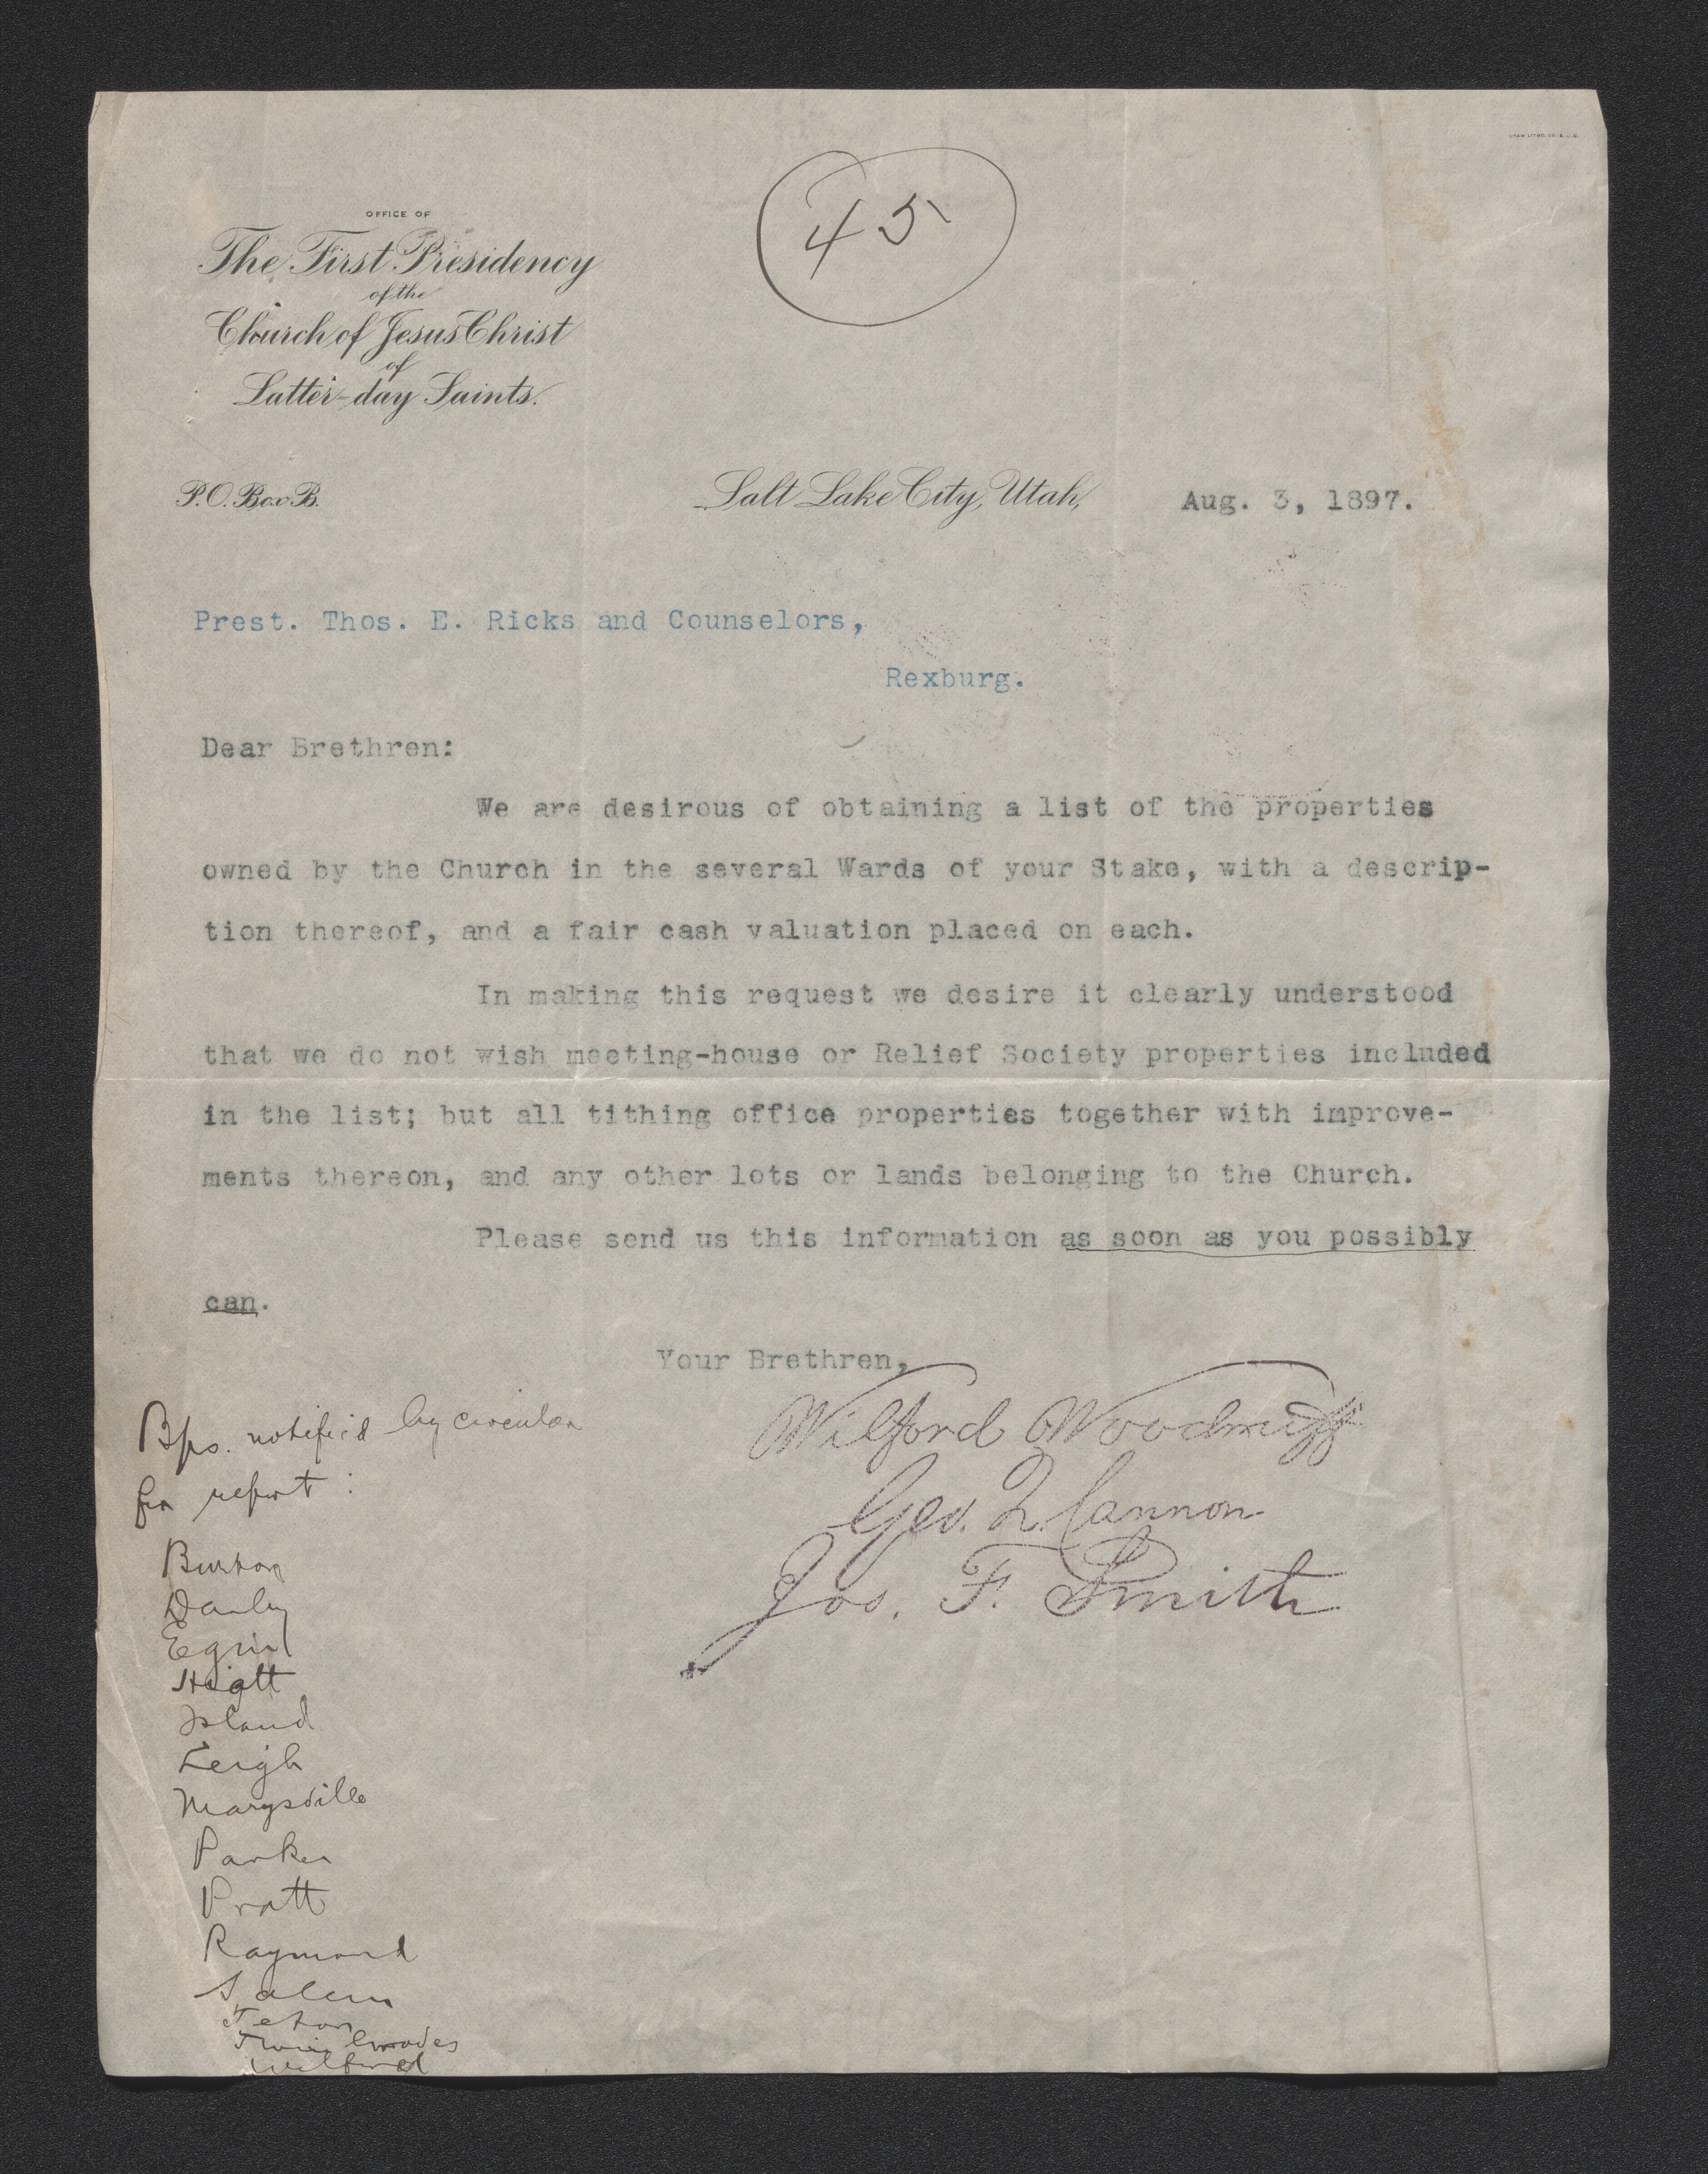 UTAH LITHO. CO. S.L.C.
45
OFFICE OF
The First Presidency
of the
Church of Jesus Christ
of
Latter-day Saints.
P.O. Box B.
Salt Lake City, Utah, Aug. 3, 1897.
Prest. Thos. E. Ricks and Counselors,
Rexburg.
Dear Brethren:
We are desirous of obtaining a list of the properties
owned by the Church in the several Wards of your Stake, with a descrip-
tion thereof, and a fair cash valuation placed on each.
In making this request we desire it clearly understood
that we do not wish meeting-house or Relief Society properties included
in the list; but all tithing office properties together with improve-
ments thereon, and any other lots or lands belonging to the Church.
Please send us this information as soon as you possibly
can.
Your Brethren,
Wilford Woodruff
Geo. Q. Cannon
Jos. F. Smith
Bps. notified by circular
for report :
Burton
Darby
Egin
Hiatt
Island
Leigh
Marysville
Parker
Pratt
Raymond
Salem
Teton
Twin Groves
Wilford